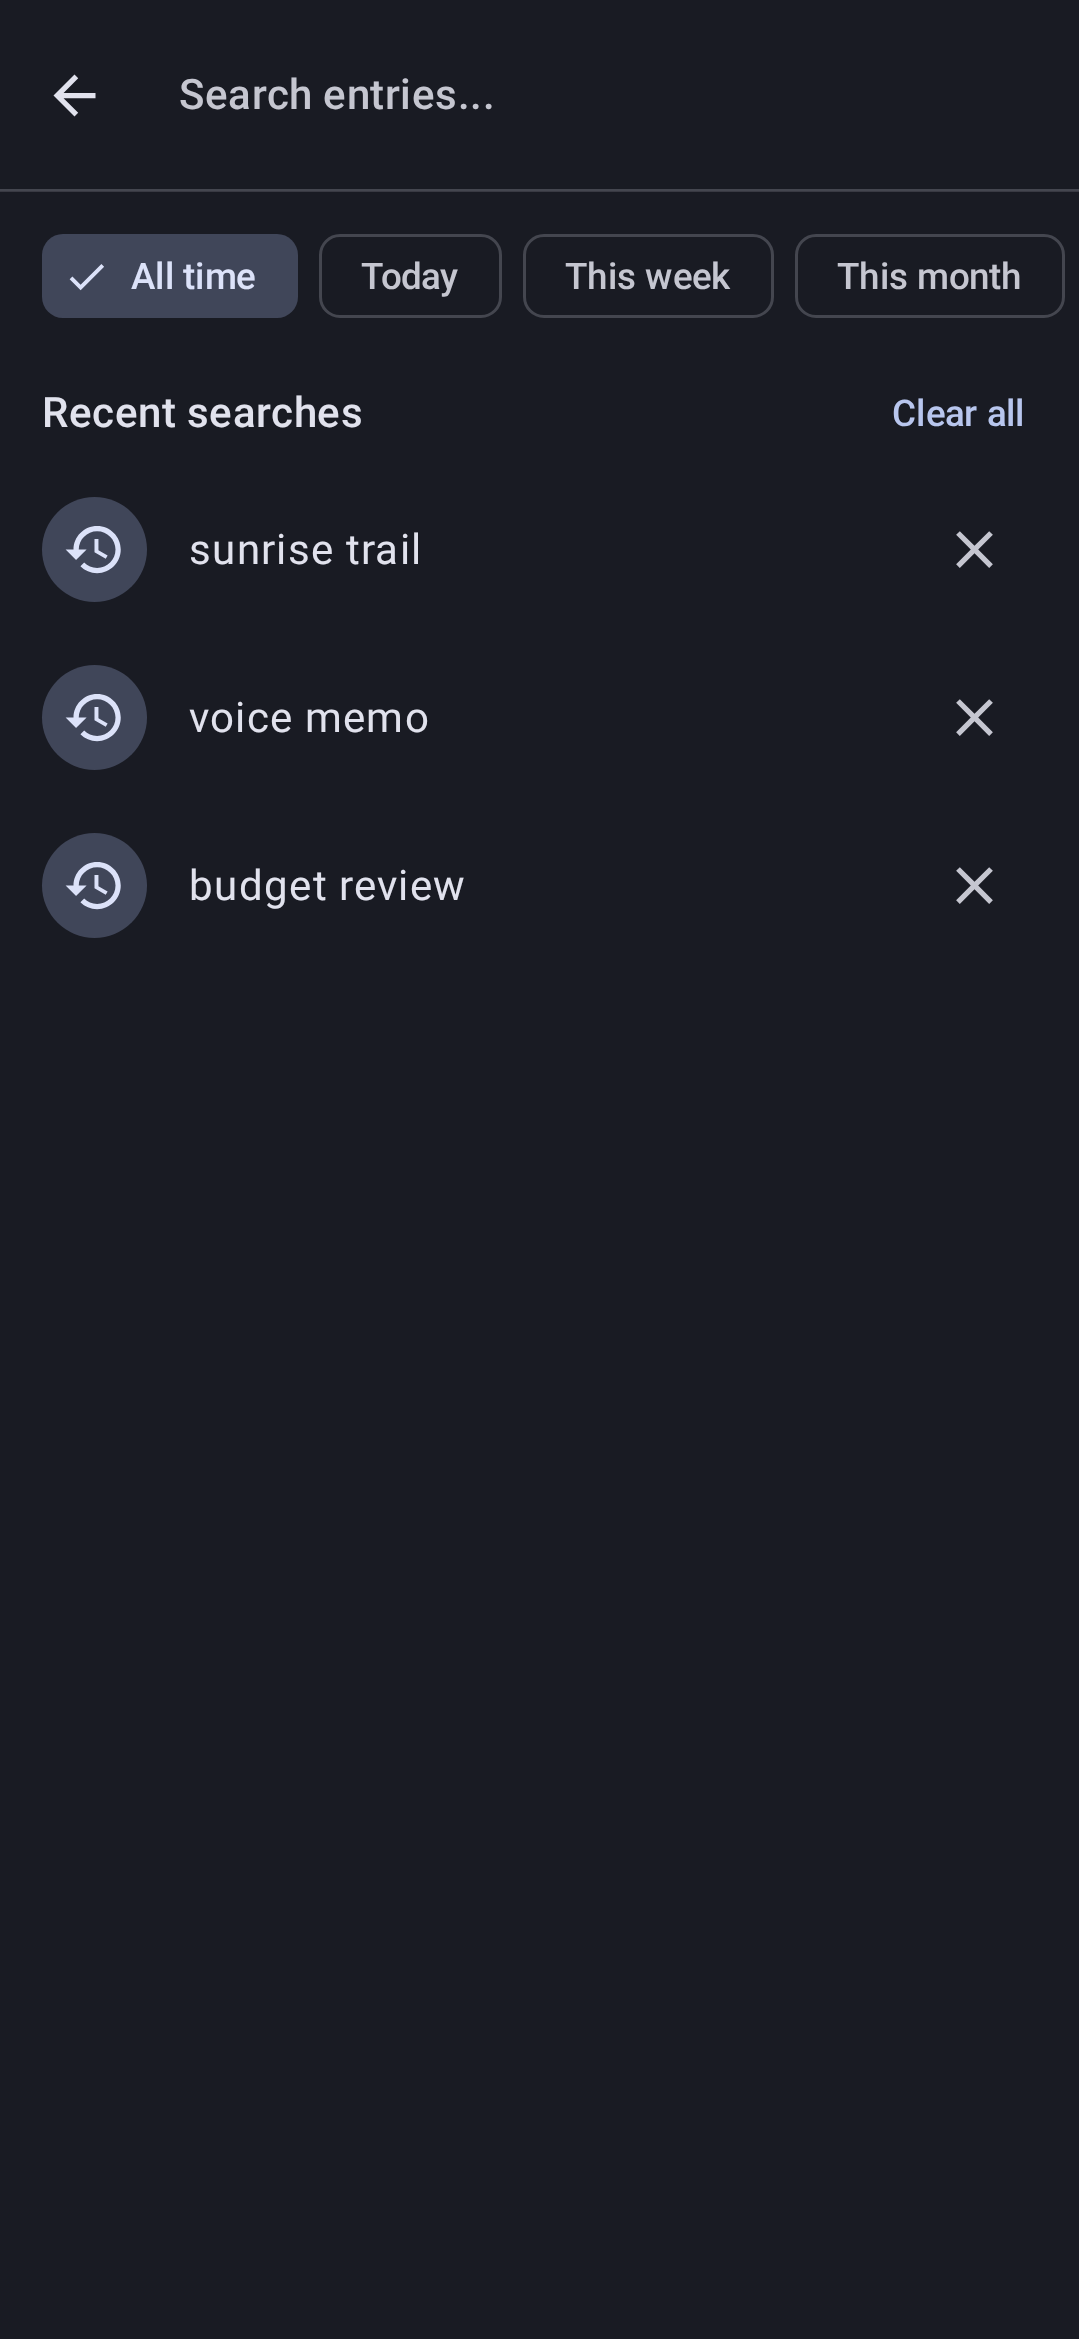 Search entries...
All time
Today
This week
This month
Recent searches
Clear all
sunrise trail
voice memo
budget review